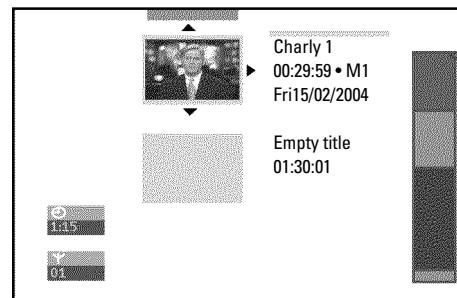 Charly 1
00:29:59 • M1
Fri15/02/2004
Empty title
01:30:01
1:15
01